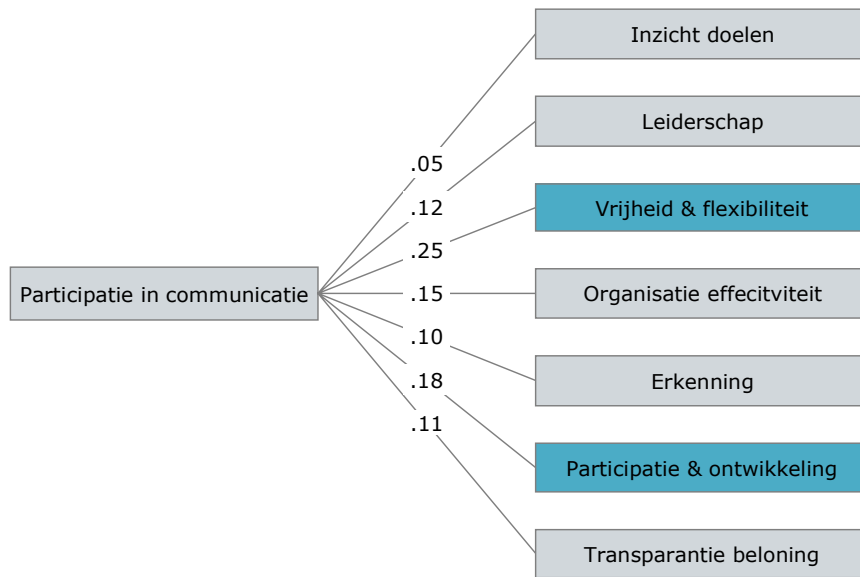 Inzicht doelen
Leiderschap
.05
.12
Vrijheid & flexibiliteit
.25
Participatie in communicatie
.15
Organisatie effecitviteit
.10
Erkenning
.18
.11
Participatie & ontwikkeling
Transparantie beloning